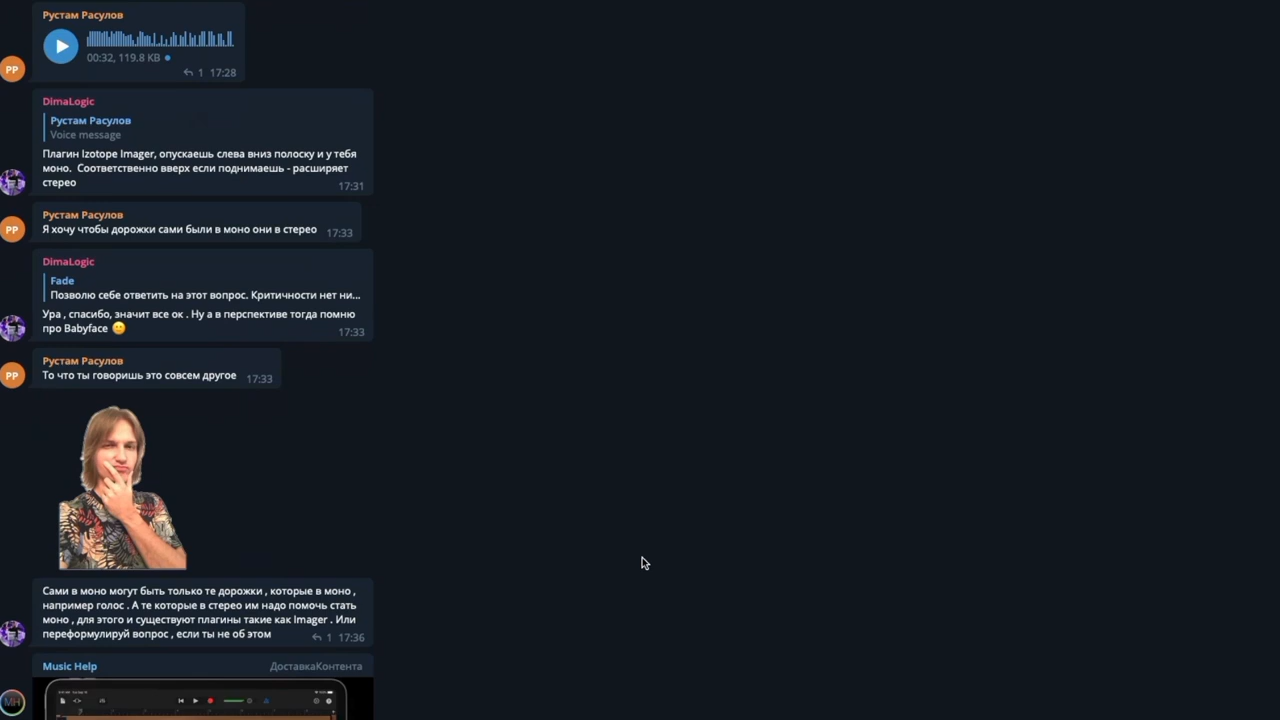 Рустам Расулов
00:32, 119.8 KB
1 17:28
PP
DimaLogic
Рустам Расулов
Voice message
Плагин Izotope Imager, опускаешь слева вниз полоску и у тебя
моно. Соответственно вверх если поднимаешь - расширяет
стерео
17:31
Рустам Расулов
Я хочу чтобы дорожки сами были в моно они в стерео
17:33
PP
DimaLogic
Fade
Позволю себе ответить на этот вопрос. Критичности нет ни...
Ура , спасибо, значит все ок . Ну а в перспективе тогда помню
про Babyface
17:33
Рустам Расулов
То что ты говоришь это совсем другое
17:33
PP
Сами в моно могут быть только те дорожки , которые в моно ,
например голос . А те которые в стерео им надо помочь стать
моно , для этого и существуют плагины такие как Imager . Или
переформулируй вопрос , если ты не об этом
1 17:36
Music Help ДоставкаКонтента
MH